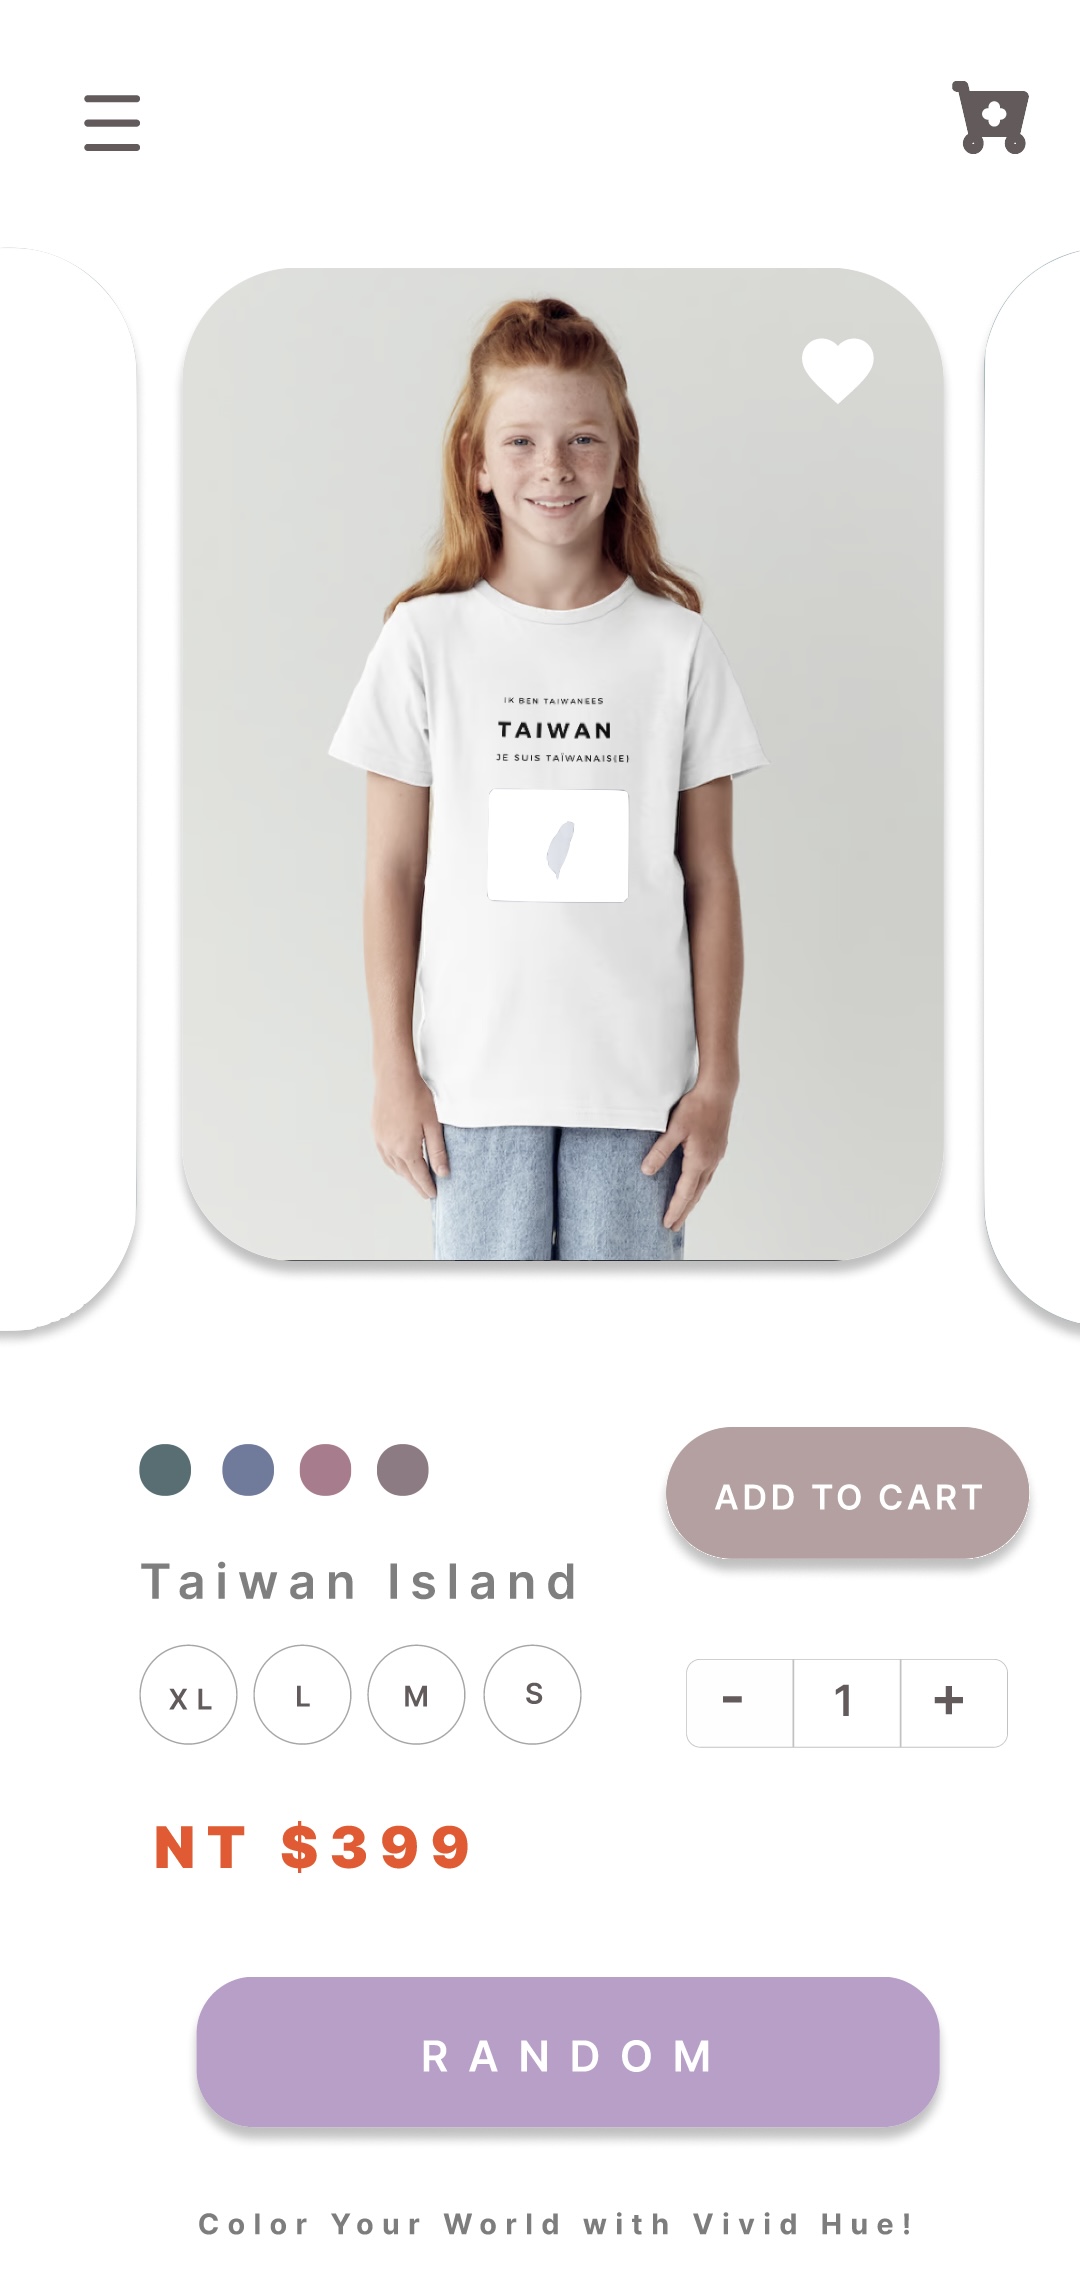 IK BEN TAIWANEES
TAIWAN
JE SUIS TAÏWANAIS(E)
ADD TO CART
Taiwan Island
XL L M S
- 1 +
NT $399
RANDOM
Color Your World with Vivid Hue!